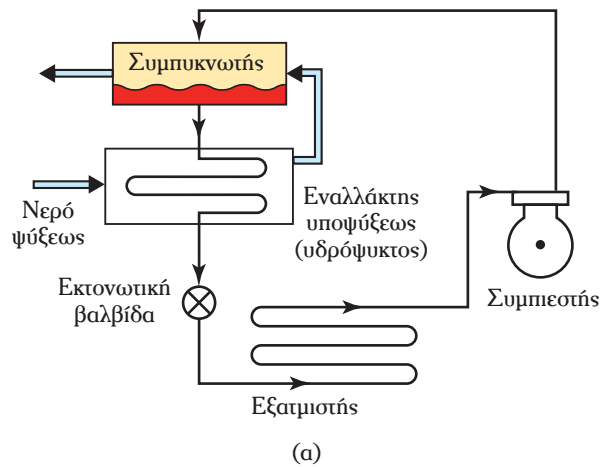 Συμπυκνωτής
Νερό
ψύξεως
Εναλλάκτης
υποψύξεως
(υδρόψυκτος)
Εκτονωτική
βαλβίδα
Συμπιεστής
Εξατμιστής
(α)